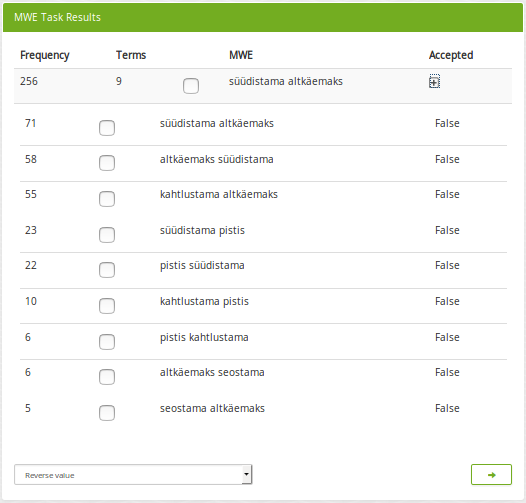 MWE Task Results
Frequency Terms MWE Accepted
256 9 süüdistama altkäemaks
71 süüdistama altkäemaks False
58 altkäemaks süüdistama False
55 kahtlustama altkäemaks False
23 süüdistama pistis False
22 pistis süüdistama False
10 kahtlustama pistis False
6 pistis kahtlustama False
6 altkäemaks seostama False
5 seostama altkäemaks False
Reverse value